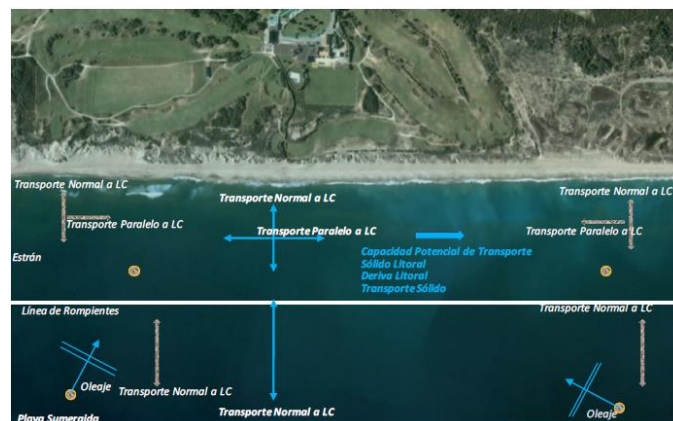 Transporte Normal a LC
Transporte Normal a LC
Transporte Normal a LC
Transporte Paralelo a LC
Transporte Paralelo a LC
Transporte Paralelo a LC
Capacidad Potencial de Transporte
Sólido Litoral
Deriva Litoral
Transporte Sólido
Estrán
Línea de Rompientes
Transporte Normal a LC
Oleaje
Transporte Normal a LC
Transporte Normal a LC
Oleaje
Playa Sumergida